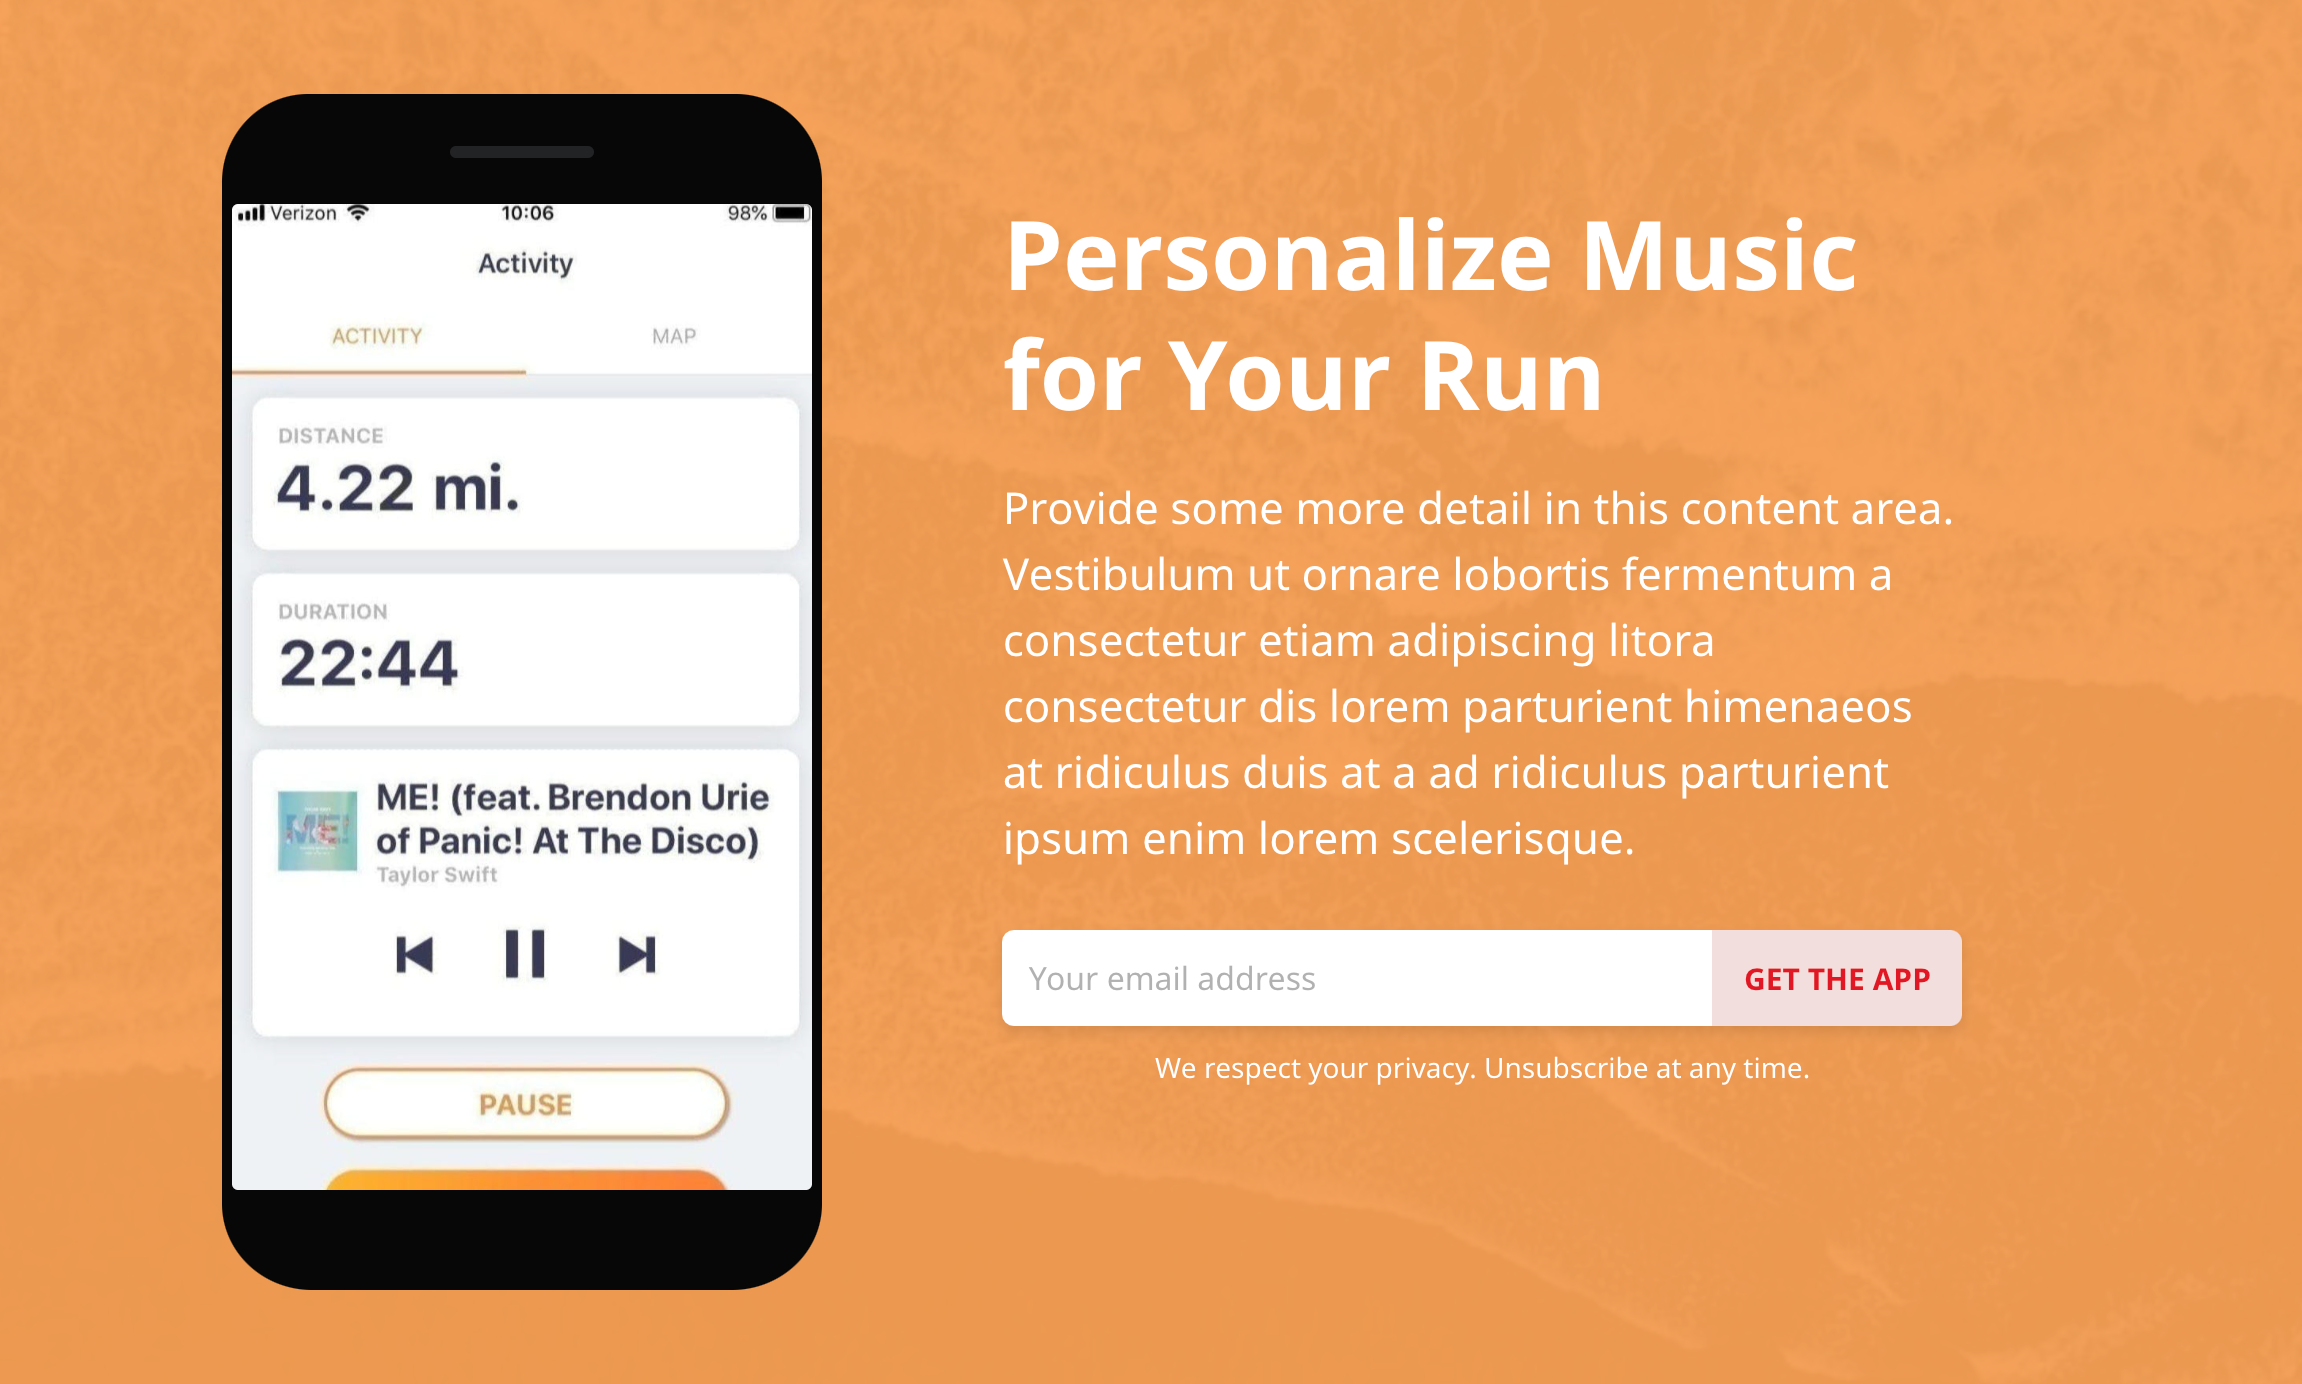 Verizon 10:06 98%
Activity
ACTIVITY MAP
DISTANCE
4.22 mi.
DURATION
22:44
ME!
ME! (feat. Brendon Urie
of Panic! At The Disco)
Taylor Swift
PAUSE
Personalize Music
for Your Run
Provide some more detail in this content area.
Vestibulum ut ornare lobortis fermentum a
consectetur etiam adipiscing litora
consectetur dis lorem parturient himenaeos
at ridiculus duis at a ad ridiculus parturient
ipsum enim lorem scelerisque.
Your email address GET THE APP
We respect your privacy. Unsubscribe at any time.